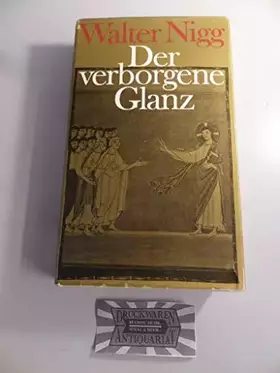 Walter Nigg
Der
verborgene
Glanz
DRUCKWAREN
ANTIQUARIAT